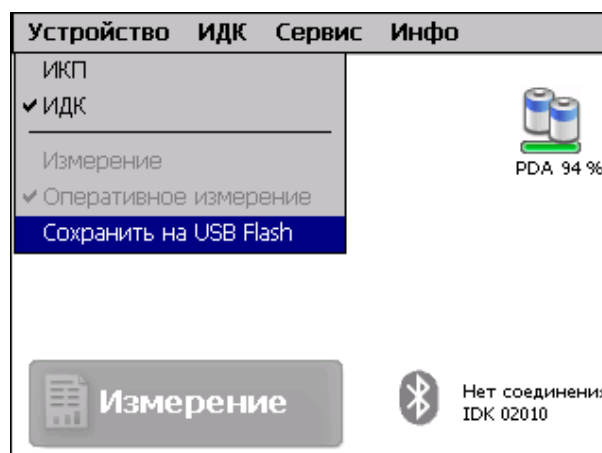 Устройство ИДК Сервис Инфо
ИКП
ИДК
PDA 94 %
Измерение
Оперативное измерение
Сохранить на USB Flash
Измерение
Нет соединения
IDK 02010